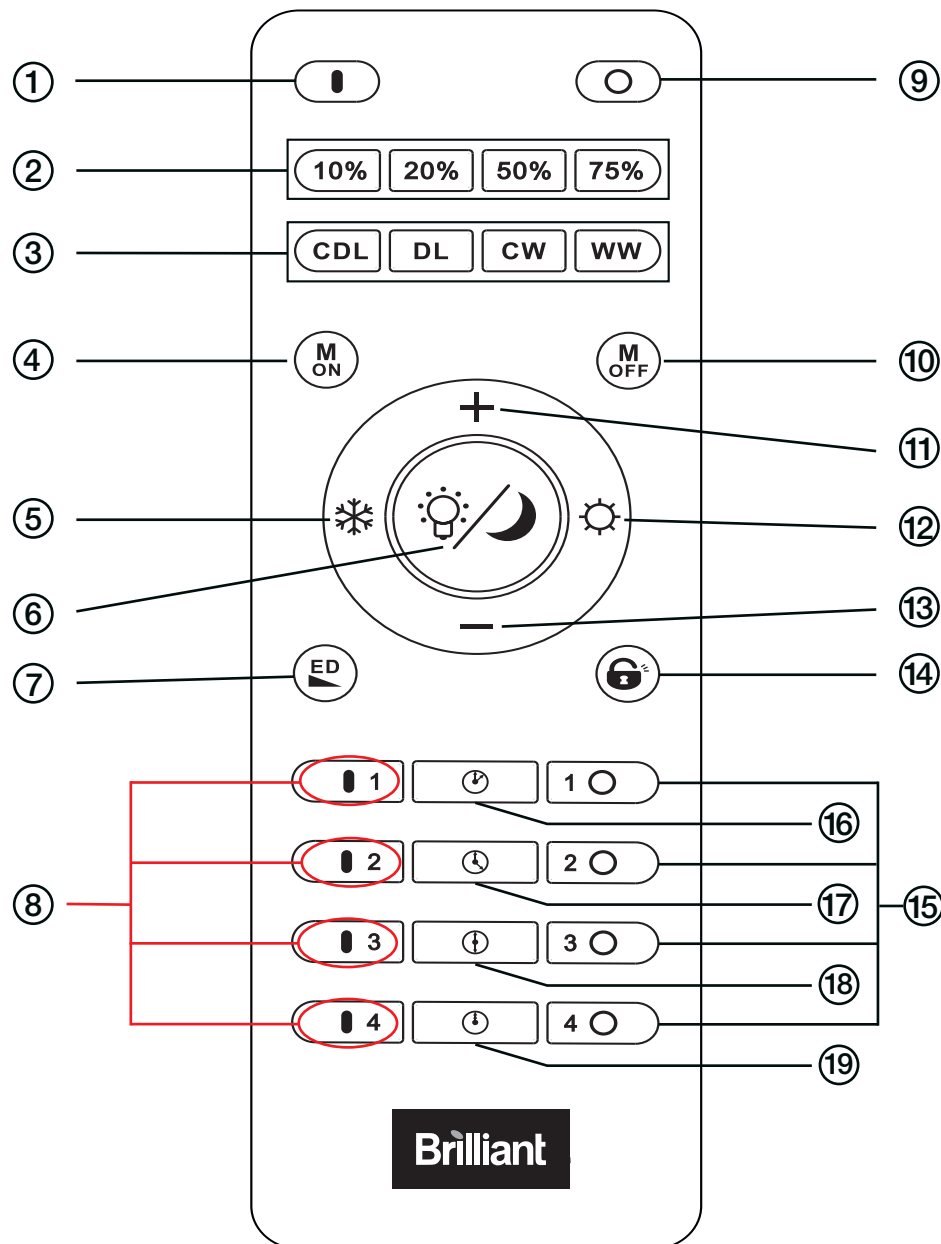 ① ⑨
② 10% 20% 50% 75%
③ CDL DL CW WW
④ M ON M OFF ⑩
⑪
⑤ ⑫
⑥ ⑬
⑦ ED ⑭
1 1
⑯
2 2
⑧ ⑰ ⑮
3 3
⑱
4 4
⑲
Brilliant